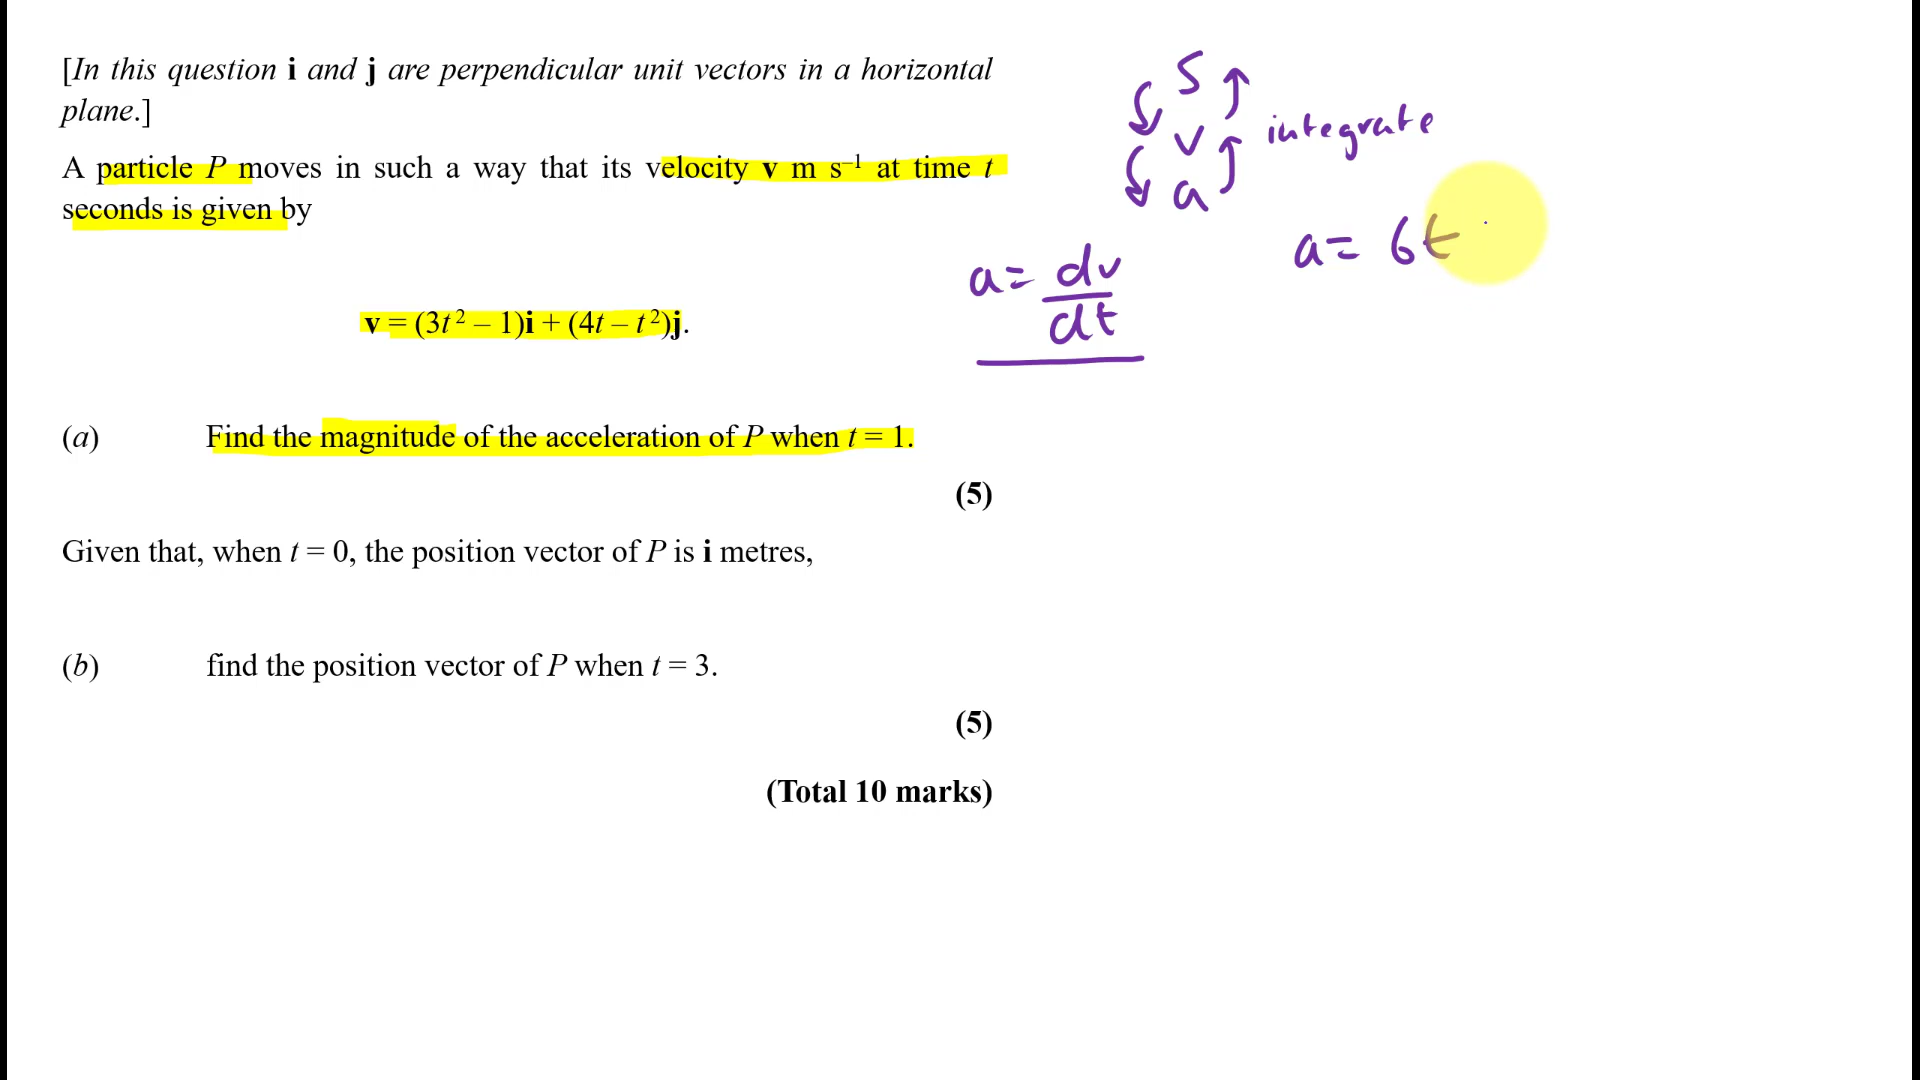 [In this question i and j are perpendicular unit vectors in a horizontal
plane.]
A particle P moves in such a way that its velocity v m s⁻¹ at time t
seconds is given by
v = (3t² – 1)i + (4t – t²)j.
(a) Find the magnitude of the acceleration of P when t = 1.
(5)
Given that, when t = 0, the position vector of P is i metres,
(b) find the position vector of P when t = 3.
(5)
(Total 10 marks)
s
v
a
integrate
a = dv
dt
a = 6t